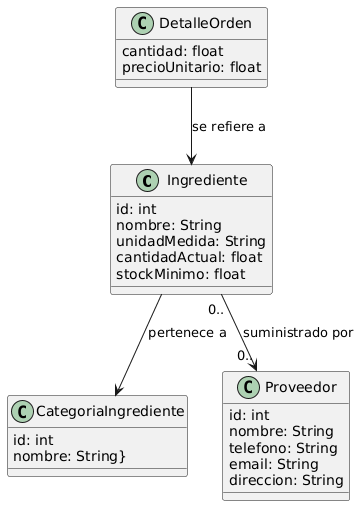 C DetalleOrden
cantidad: float
precioUnitario: float
se refiere a
C Ingrediente
id: int
nombre: String
unidadMedida: String
cantidadActual: float
stockMinimo: float
0..
pertenece a
suministrado por
0..
C CategoriaIngrediente
id: int
nombre: String}
C Proveedor
id: int
nombre: String
telefono: String
email: String
direccion: String